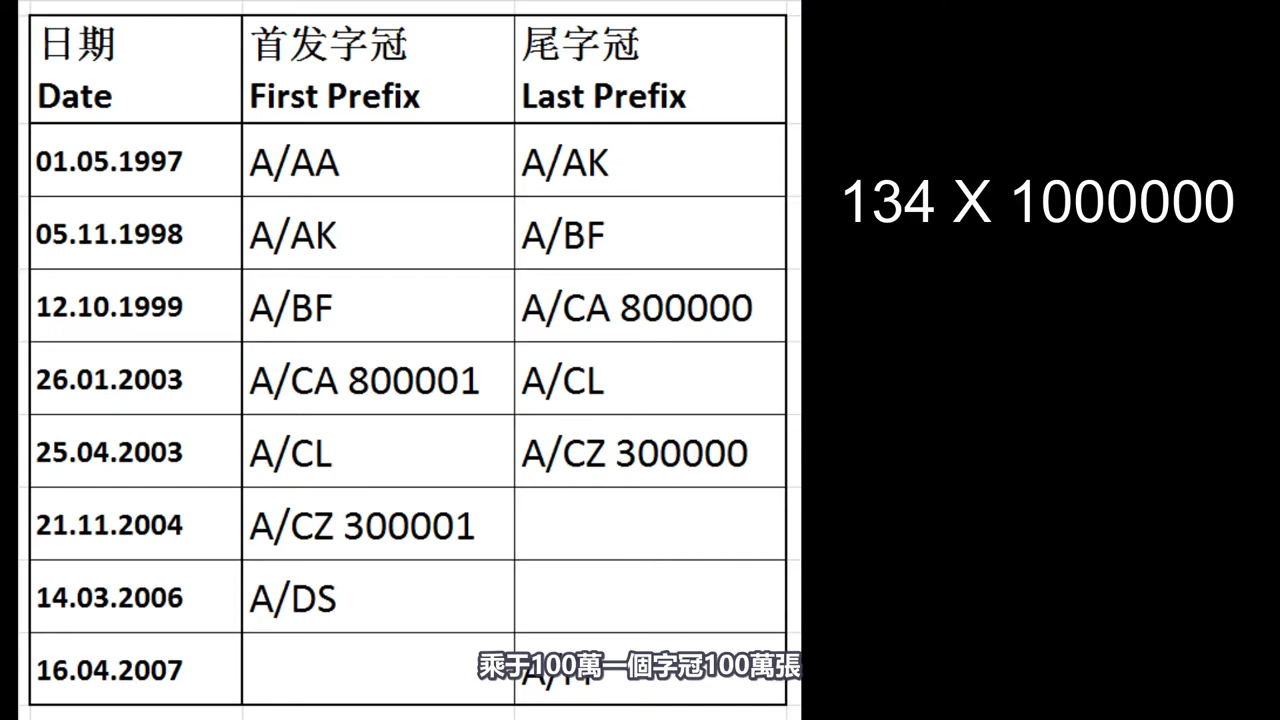 日期 首发字冠 尾字冠
Date First Prefix Last Prefix
01.05.1997 A/AA A/AK
05.11.1998 A/AK A/BF
12.10.1999 A/BF A/CA 800000
26.01.2003 A/CA 800001 A/CL
25.04.2003 A/CL A/CZ 300000
21.11.2004 A/CZ 300001
14.03.2006 A/DS
16.04.2007
134 X 1000000
乘于100萬一個字冠100萬張